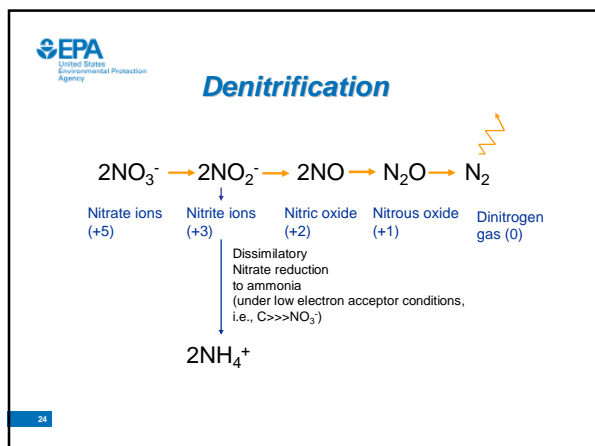 EPA
United States
Environmental Protection
Agency
Denitrification
2NO₃⁻ → 2NO₂⁻ → 2NO → N₂O → N₂
Nitrate ions Nitrite ions Nitric oxide Nitrous oxide Dinitrogen
(+5) (+3) (+2) (+1) gas (0)
Dissimilatory
Nitrate reduction
to ammonia
(under low electron acceptor conditions,
i.e., C>>>NO₃⁻)
2NH₄⁺
24